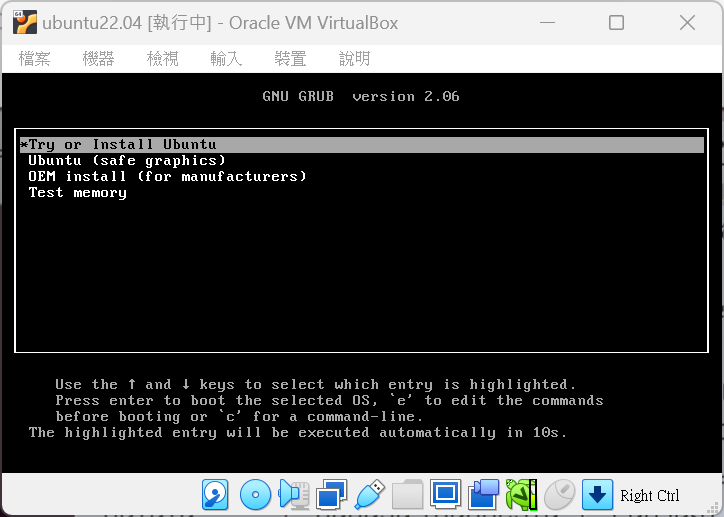 64
ubuntu22.04 [執行中] - Oracle VM VirtualBox
檔案 機器 檢視 輸入 裝置 說明
GNU GRUB version 2.06
*Try or Install Ubuntu
Ubuntu (safe graphics)
OEM install (for manufacturers)
Test memory
Use the ↑ and ↓ keys to select which entry is highlighted.
Press enter to boot the selected OS, `e' to edit the commands
before booting or `c' for a command-line.
The highlighted entry will be executed automatically in 10s.
Right Ctrl